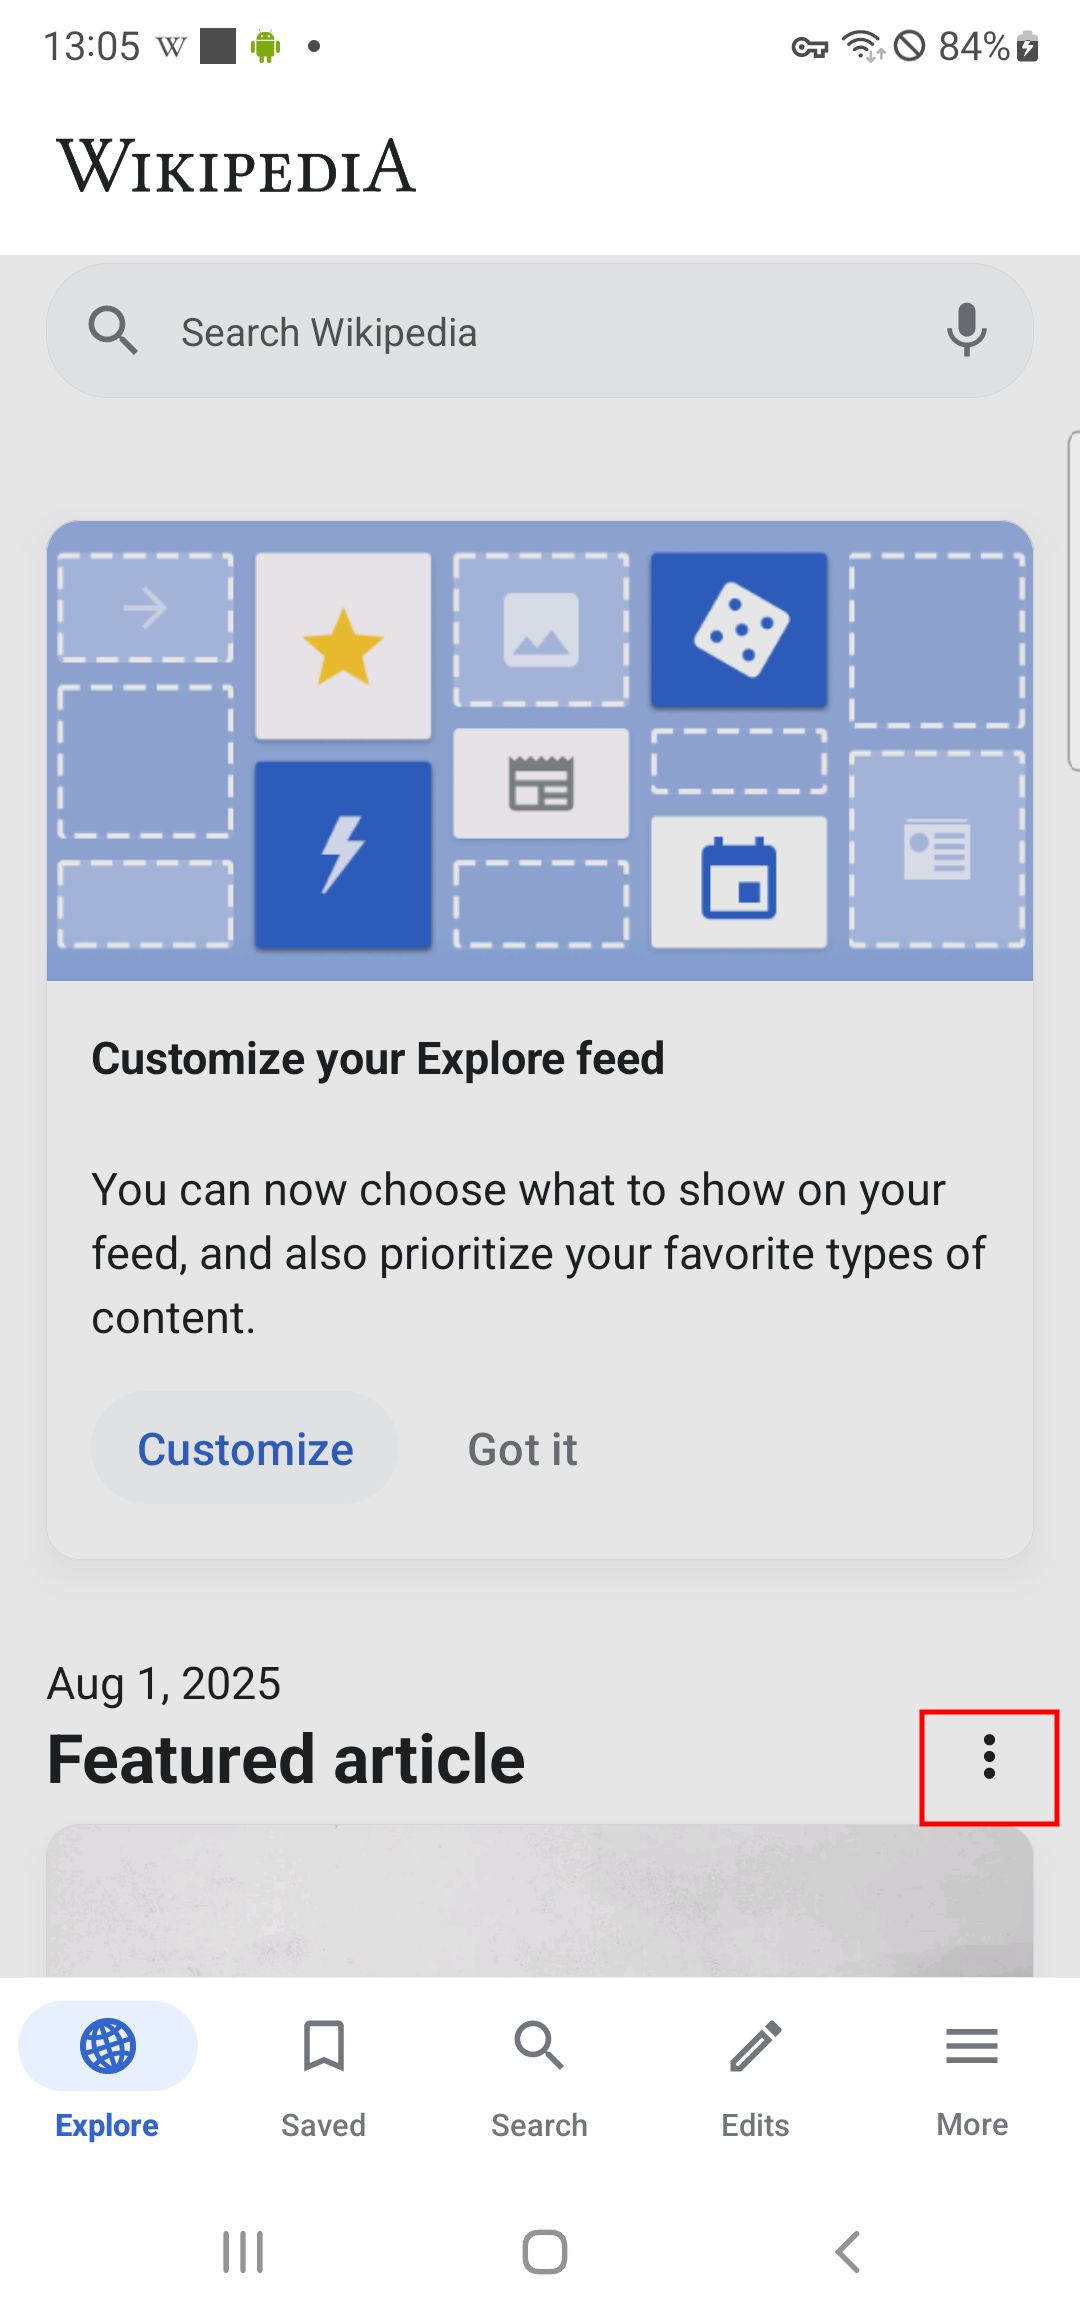 13:05
84%
WIKIPEDIA
Search Wikipedia
Customize your Explore feed
You can now choose what to show on your
feed, and also prioritize your favorite types of
content.
Customize Got it
Aug 1, 2025
Featured article
Explore Saved Search Edits More